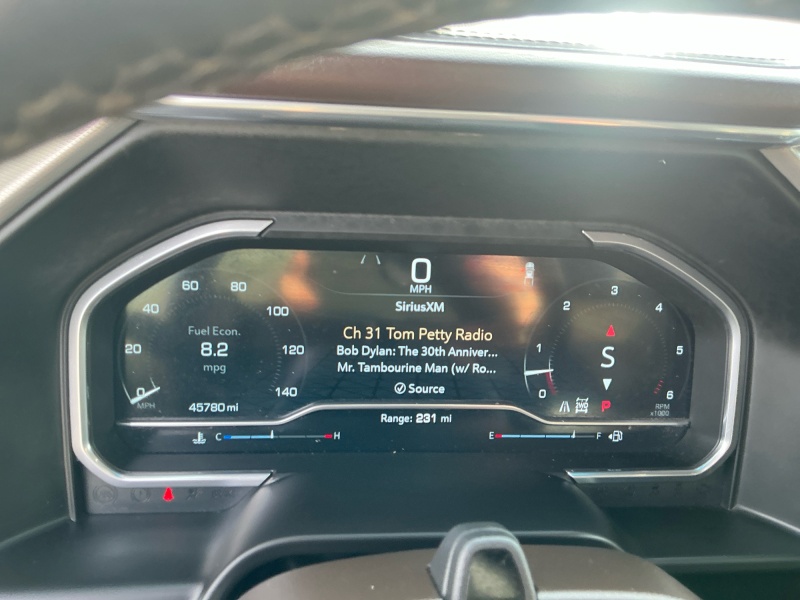 0
MPH
SiriusXM
Ch 31 Tom Petty Radio
Bob Dylan: The 30th Anniver...
Mr. Tambourine Man (w/ Ro...
Source
Range: 231 mi
0
20
40
60
80
100
120
140
MPH
Fuel Econ.
8.2
mpg
45780 mi
0
1
2
3
4
5
6
RPM
x1000
S
2WD
P
C H
E F